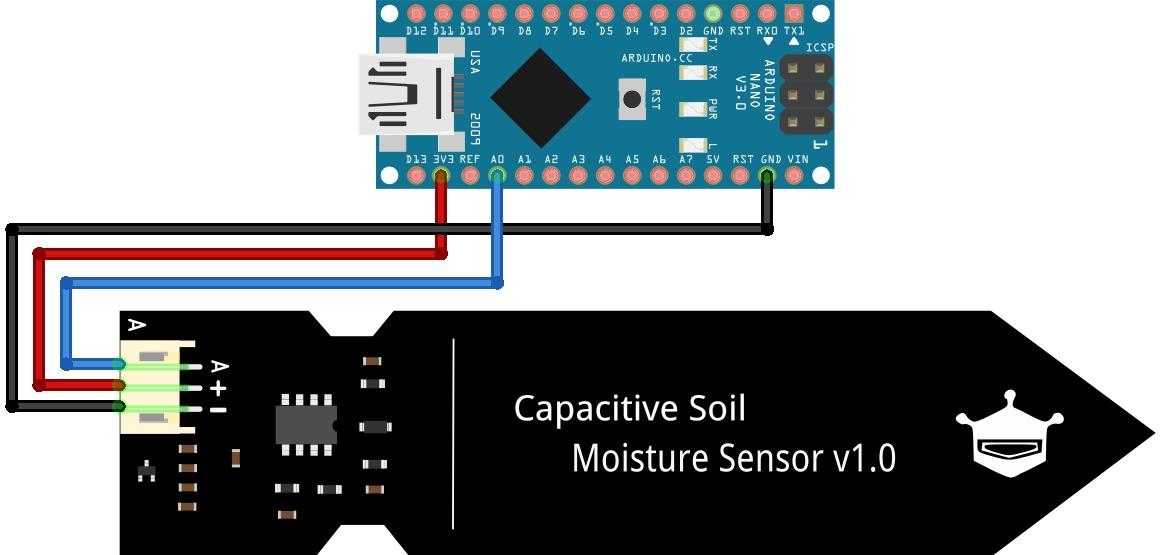 D12 D11 D10 D9 D8 D7 D6 D5 D4 D3 D2 GND RST RX0 TX1
ICSP
USA
2009
ARDUINO.CC
RST
TX
RX
PWR
L
ARDUINO
NANO
V3.0
1
D13 3V3 REF A0 A1 A2 A3 A4 A5 A6 A7 5V RST GND VIN
A
A
+
-
Capacitive Soil
Moisture Sensor v1.0